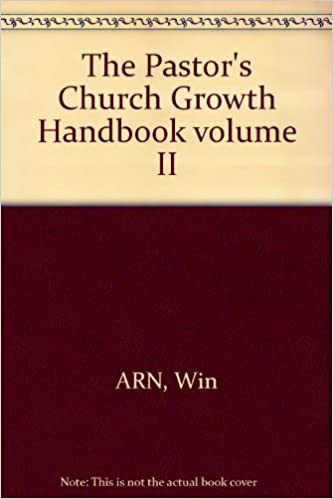 The Pastor's
Church Growth
Handbook volume
II
ARN, Win
Note: This is not the actual book cover